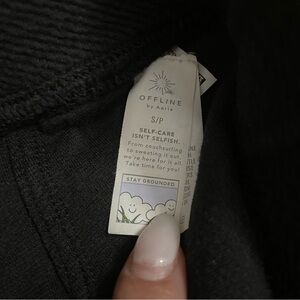 OFFLINE
by Aerie
S/P
SELF-CARE
ISN'T SELFISH.
From couchsurfing
to sweating it out,
we're here for it all.
Take time for you!
STAY GROUNDED